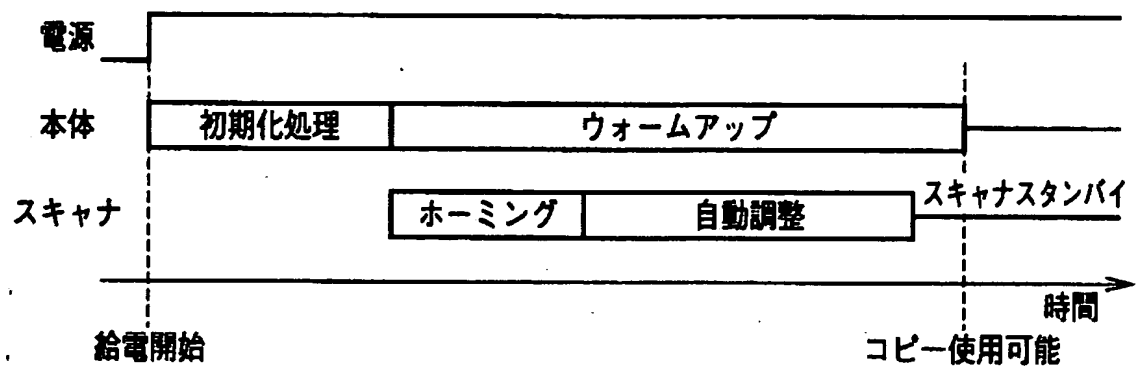 電源
本体
初期化処理
ウォームアップ
スキャナ
ホーミング
自動調整
スキャナスタンバイ
時間
給電開始
コピー使用可能